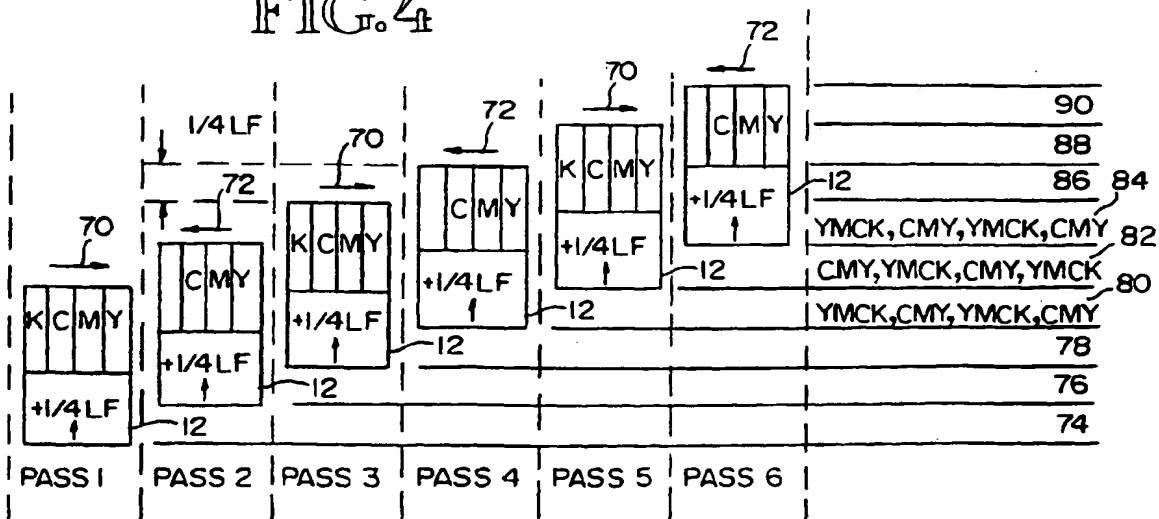 FIG. 4
72
70
90
1/4 LF
72
C M Y
88
70
K C M Y
+1/4 LF
12
86
84
72
C M Y
YMCK, CMY, YMCK, CMY
82
70
K C M Y
+1/4 LF
12
CMY, YMCK, CMY, YMCK
80
C M Y
+1/4 LF
12
YMCK, CMY, YMCK, CMY
K C M Y
+1/4 LF
12
78
+1/4 LF
12
76
+1/4 LF
12
74
PASS 1 PASS 2 PASS 3 PASS 4 PASS 5 PASS 6